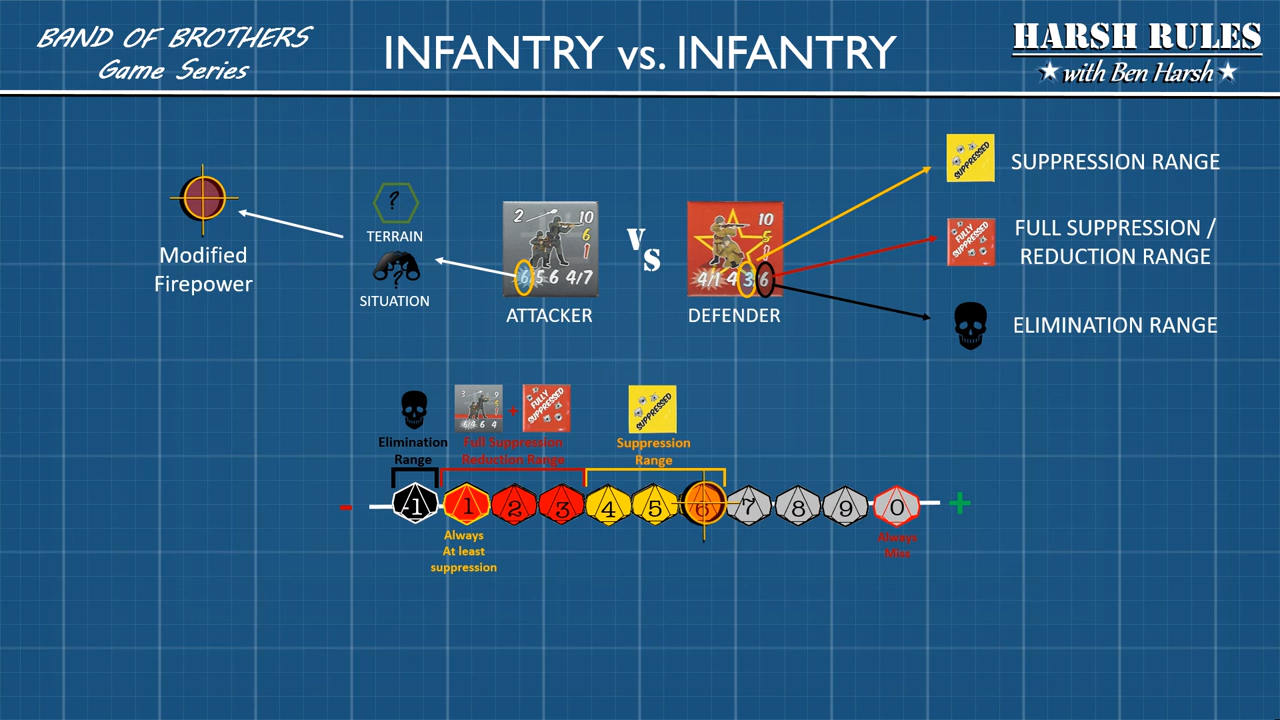 BAND OF BROTHERS
Game Series
INFANTRY vs. INFANTRY
HARSH RULES
with Ben Harsh
SUPPRESSED
SUPPRESSION RANGE
?
TERRAIN
?
SITUATION
Modified
Firepower
2
10
6
1
6/5 6 4/7
ATTACKER
VS
10
5
1
4/1 4 3/6
DEFENDER
FULLY SUPPRESSED
FULL SUPPRESSION /
REDUCTION RANGE
ELIMINATION RANGE
+
FULLY SUPPRESSED
SUPPRESSED
Elimination
Range
Full Suppression
Reduction Range
Suppression
Range
- -1 1 2 3 4 5 6 7 8 9 0 +
Always
At least
suppression
Always
Miss